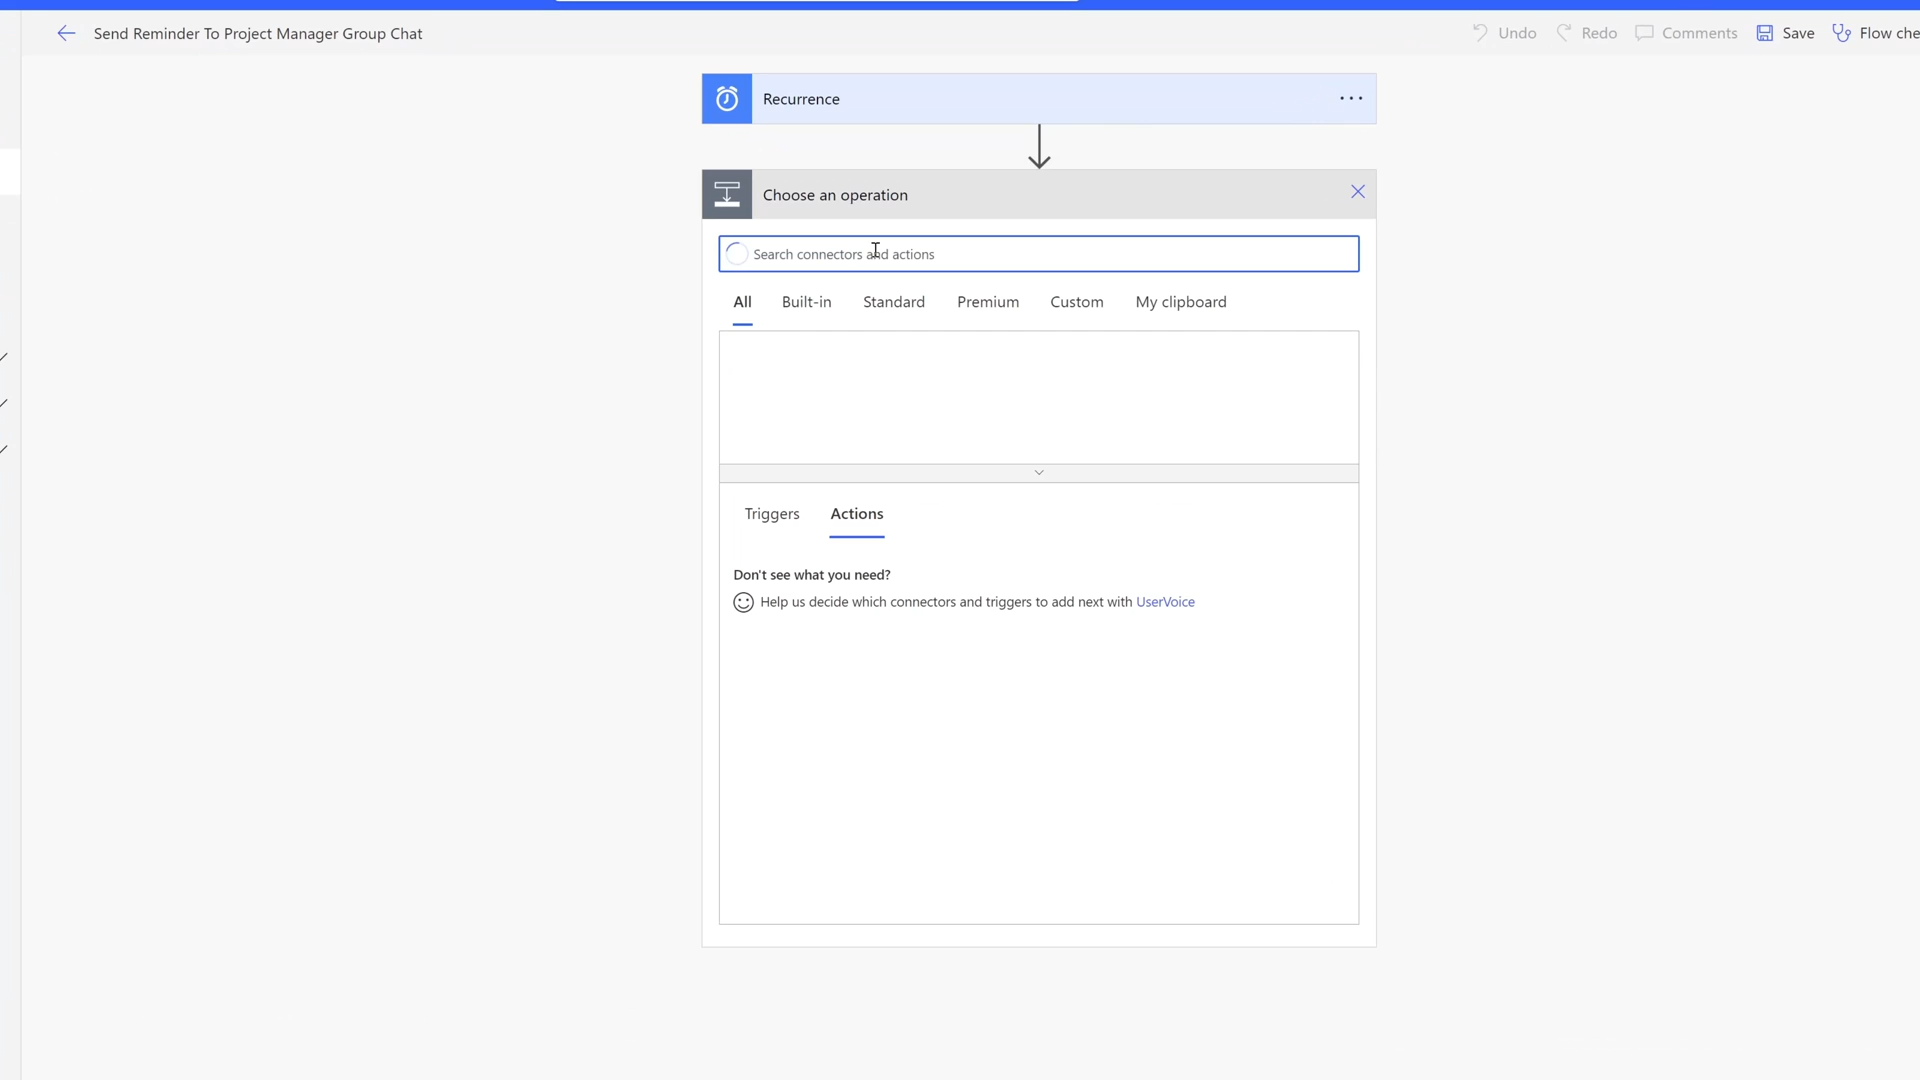 Send Reminder To Project Manager Group Chat
Undo
Redo
Comments
Save
Flow che
Recurrence
Choose an operation
Search connectors and actions
All
Built-in
Standard
Premium
Custom
My clipboard
Triggers
Actions
Don't see what you need?
Help us decide which connectors and triggers to add next with UserVoice